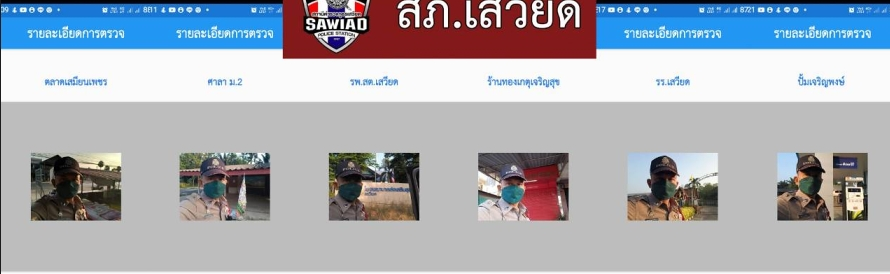 SAWIAD
POLICE STATION
สภ.เสวียด
09
8:11
17
8:21
รายละเอียดการตรวจ
รายละเอียดการตรวจ
รายละเอียดการตรวจ
รายละเอียดการตรวจ
ตลาดเสมียนเพชร
ศาลา ม.2
รพ.สต.เสวียด
ร้านทองเกตุเจริญสุข
รร.เสวียด
ปั้มเจริญพงษ์